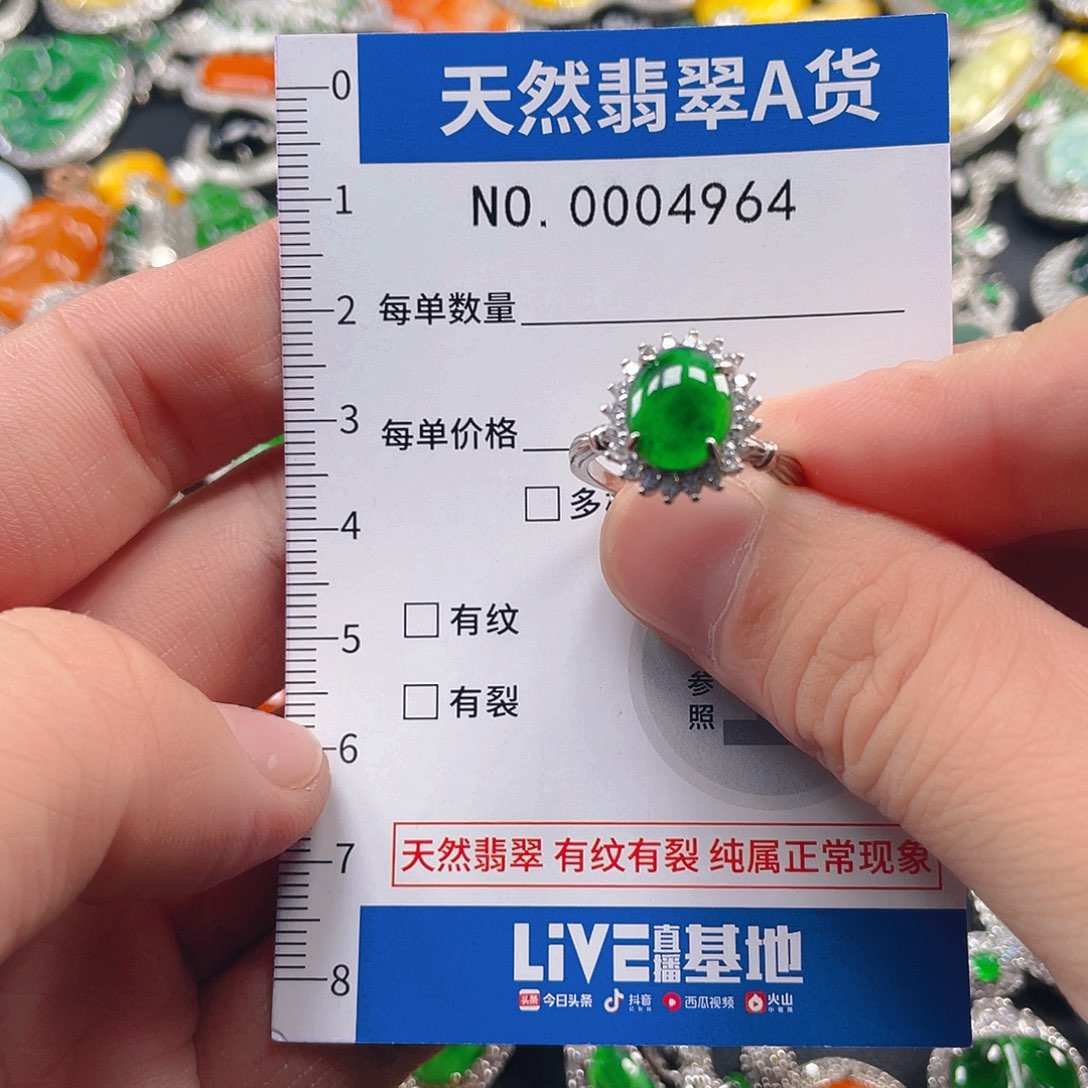 天然翡翠A货
NO. 0004964
0
1
2
3
4
5
6
7
8
每单数量
每单价格
多
有纹
有裂
参
照
天然翡翠 有纹有裂 纯属正常现象
LiVE直播基地
头条 今日头条 抖音 西瓜视频 火山